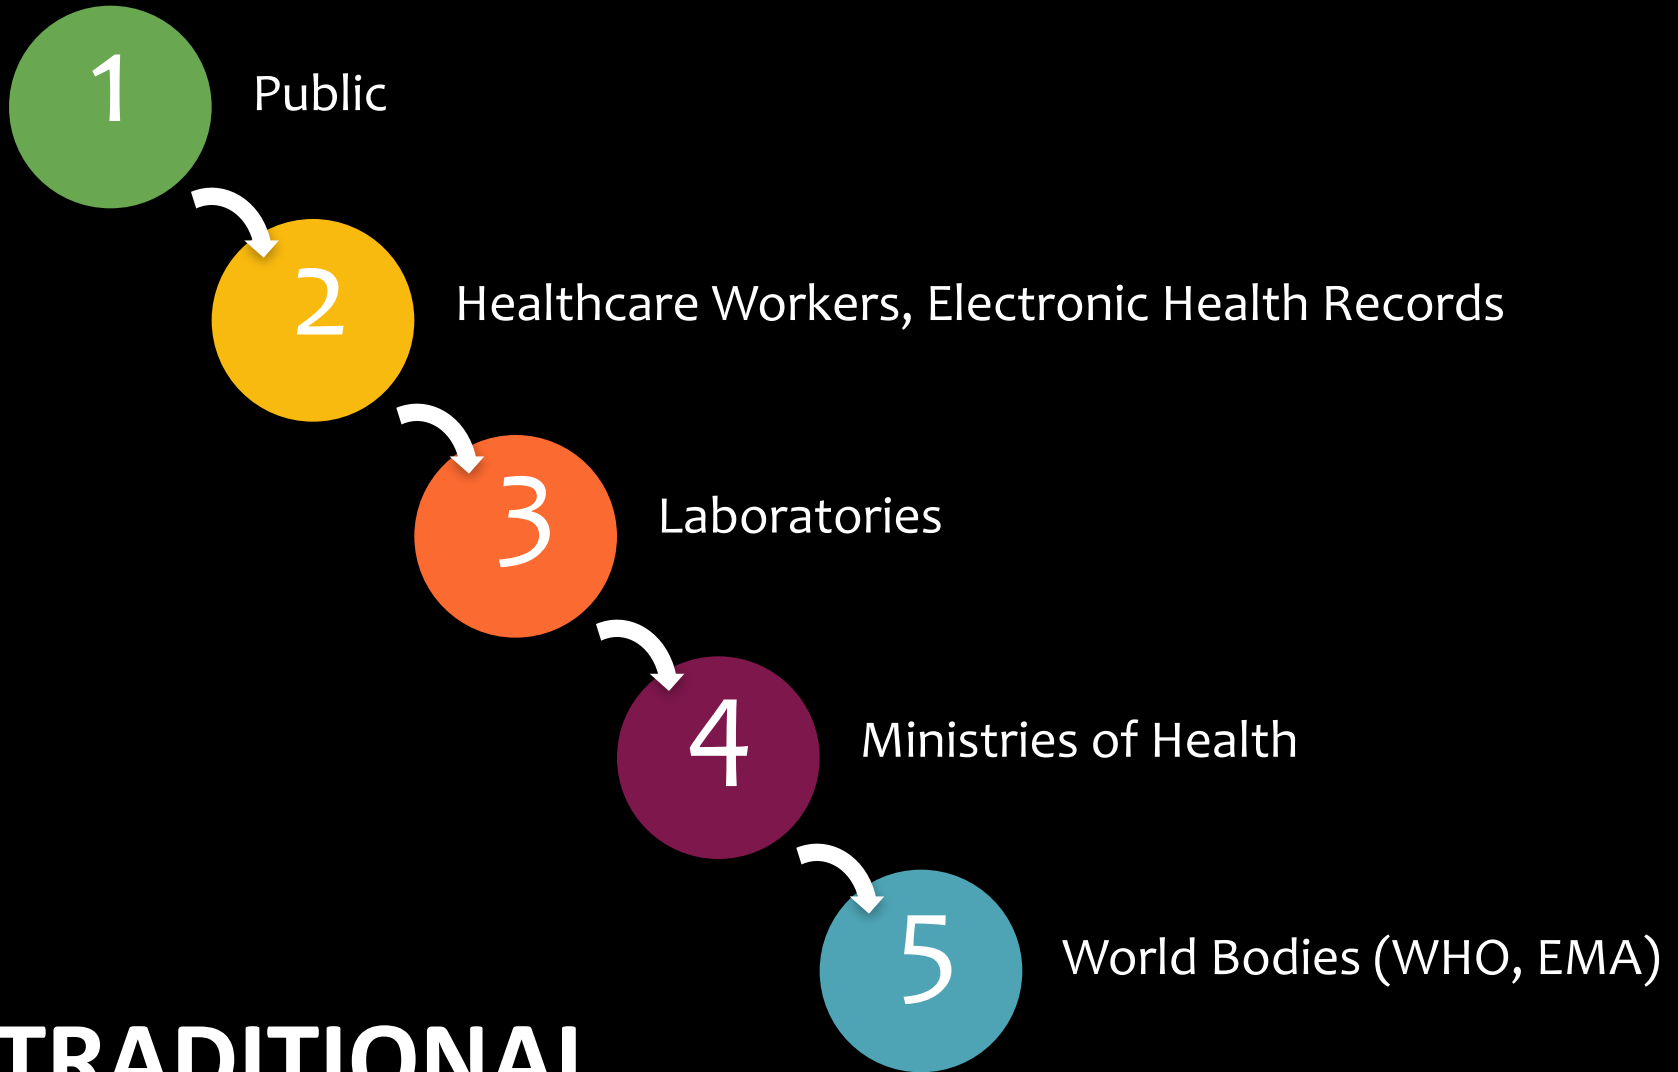 1
Public
2
Healthcare Workers, Electronic Health Records
3
Laboratories
4
Ministries of Health
5
World Bodies (WHO, EMA)
TRADITIONAL